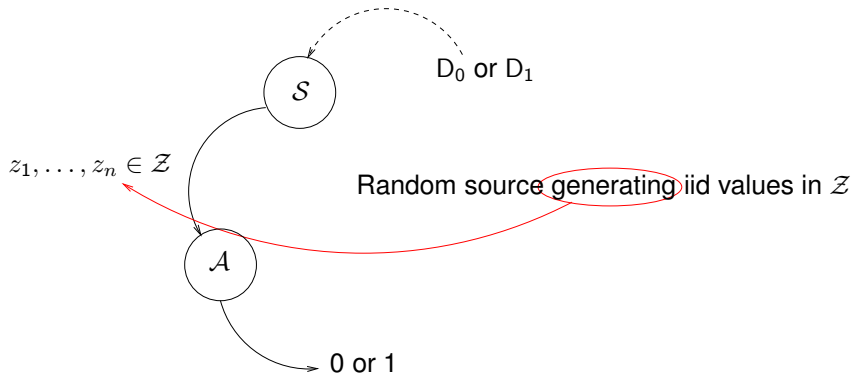 D₀ or D₁
𝒮
z₁, . . . , zₙ ∈ 𝒵
Random source generating iid values in 𝒵
𝒜
0 or 1